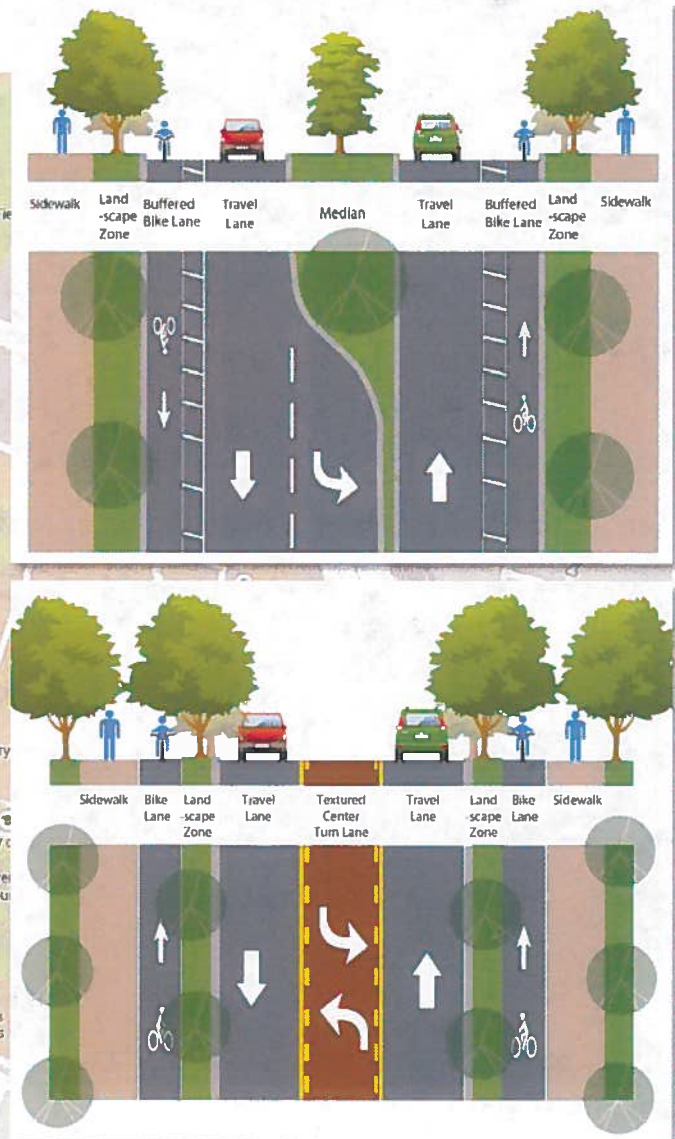 Sidewalk Land Buffered Travel Median Travel Buffered Land Sidewalk
-scape Bike Lane Lane Lane Bike Lane -scape
Zone Zone
Sidewalk Bike Land Travel Textured Travel Land Bike Sidewalk
Lane -scape Lane Center Lane -scape Lane
Zone Turn Lane Zone